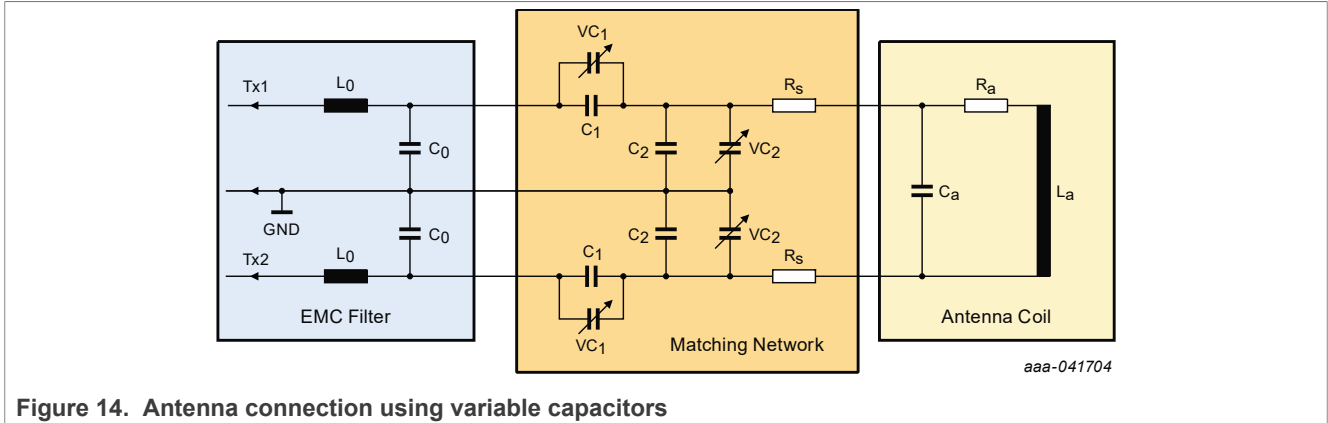 VC1
Tx1
L0
C1
Rs
Ra
C0
C2
VC2
Ca
La
GND
C0
C2
VC2
Tx2
L0
C1
Rs
VC1
EMC Filter
Matching Network
Antenna Coil
aaa-041704
Figure 14. Antenna connection using variable capacitors